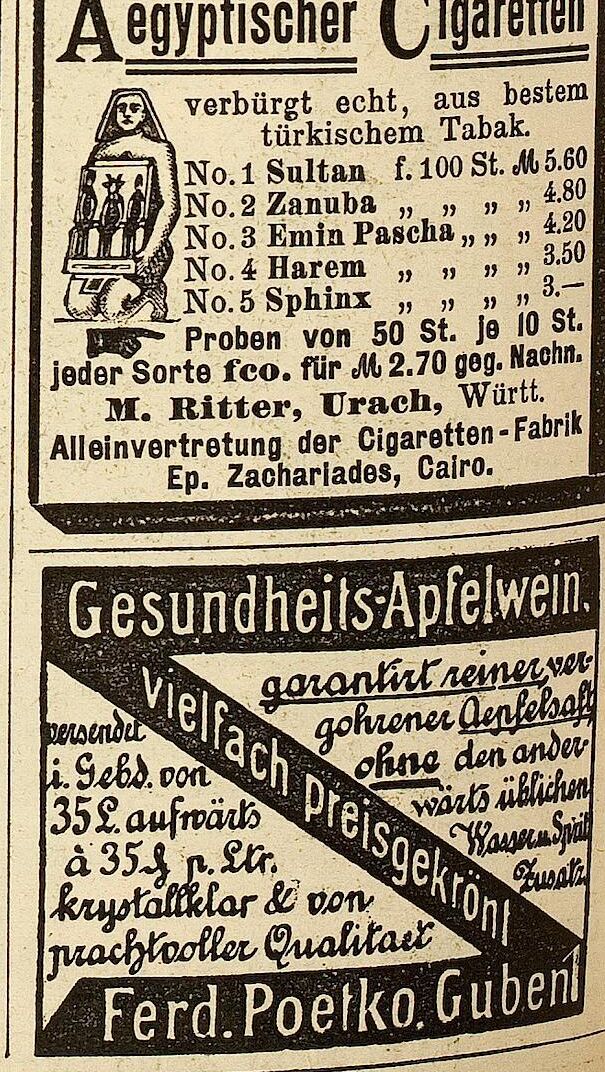 Aegyptischer Cigaretten
verbürgt echt, aus bestem
türkischem Tabak.
No. 1 Sultan f. 100 St. M 5.60
No. 2 Zanuba „ „ „ „ 4.80
No. 3 Emin Pascha „ „ „ „ 4.20
No. 4 Harem „ „ „ „ 3.50
No. 5 Sphinx „ „ „ „ 3.—
Proben von 50 St. je 10 St.
jeder Sorte fco. für M 2.70 geg. Nachn.
M. Ritter, Urach, Württ.
Alleinvertretung der Cigaretten-Fabrik
Ep. Zachariades, Cairo.
Gesundheits-Apfelwein.
vielfach preisgekrönt
garantirt reiner, ver-
gohrener Aepfelsaft
ohne den ander-
wärts üblichen
Wasser u. Sprit
Zusatz.
versendet
i. Gebd. von
35 L. aufwärts
à 35 ₰ p. Ltr.
krystallklar & von
prachtvoller Qualitaet
Ferd. Poetko. Guben